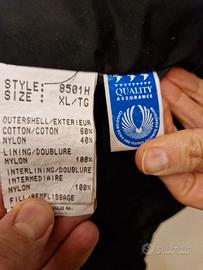 STYLE: 8501H
SIZE : XL/TG
OUTERSHELL/EXTERIEUR
COTTON/COTON 60%
NYLON 40%
LINING/DOUBLURE
NYLON 100%
INTERLINING/DOUBLURE
INTERMEDIAIRE
NYLON 100%
FILL/REMPLISSAGE
QUALITY
ASSURANCE
Subito